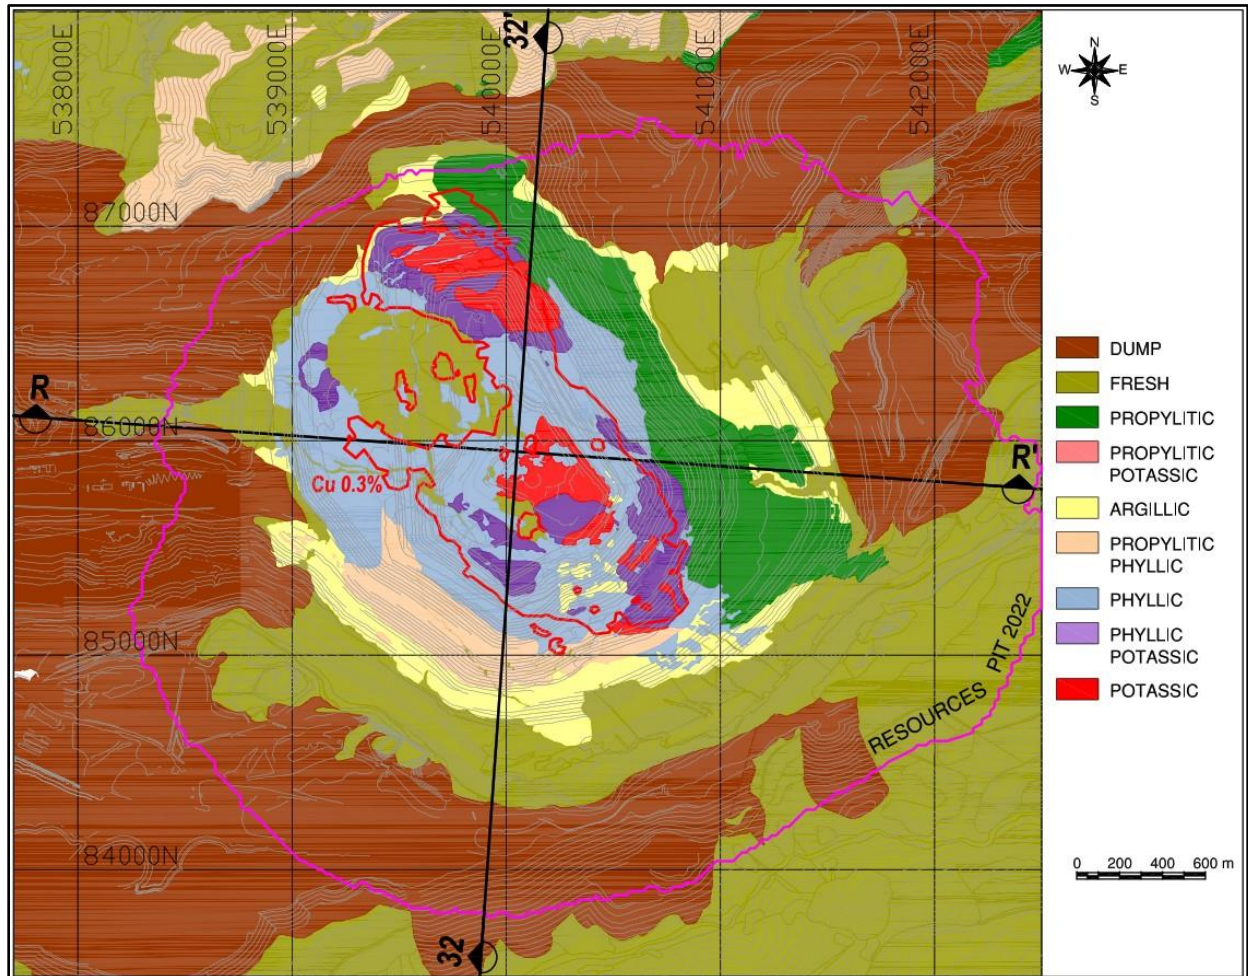 538000E
539000E
540000E
541000E
542000E
32'
N
W
E
S
87000N
R
86000N
R'
Cu 0.3%
85000N
RESOURCES PIT 2022
84000N
32
DUMP
FRESH
PROPYLITIC
PROPYLITIC
POTASSIC
ARGILLIC
PROPYLITIC
PHYLLIC
PHYLLIC
PHYLLIC
POTASSIC
POTASSIC
0 200 400 600 m